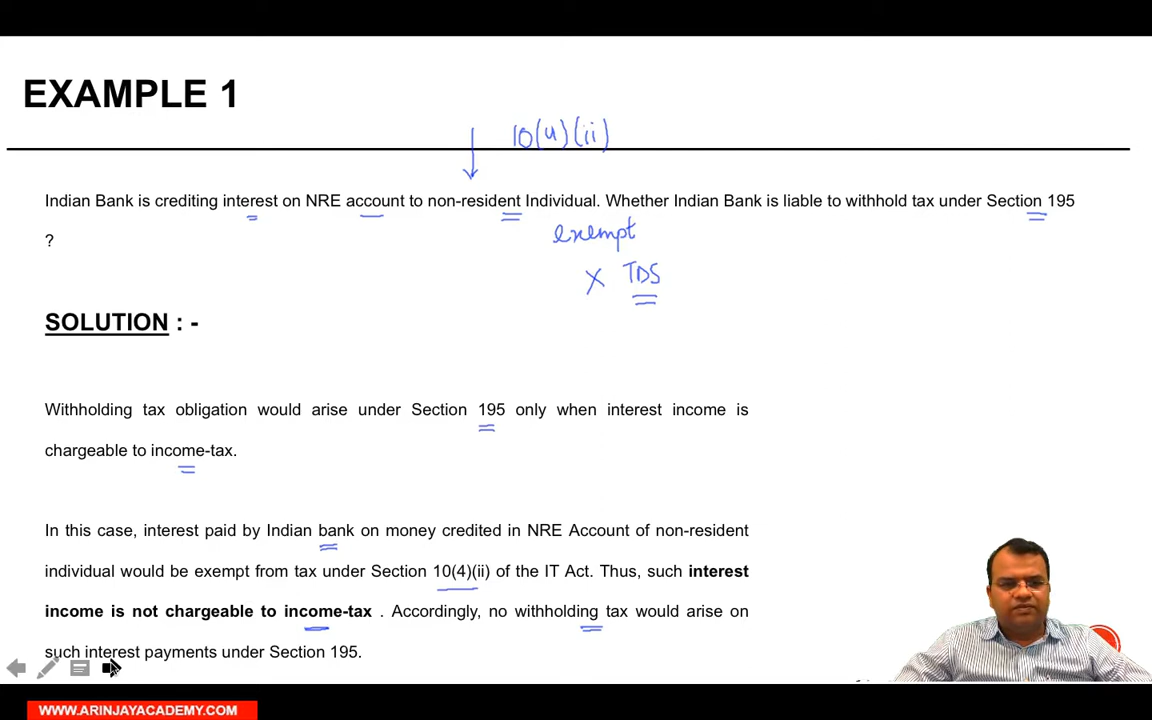 EXAMPLE 1
10(4)(ii)
Indian Bank is crediting interest on NRE account to non-resident Individual. Whether Indian Bank is liable to withhold tax under Section 195
?
exempt
X TDS
SOLUTION : -
Withholding tax obligation would arise under Section 195 only when interest income is
chargeable to income-tax.
In this case, interest paid by Indian bank on money credited in NRE Account of non-resident
individual would be exempt from tax under Section 10(4)(ii) of the IT Act. Thus, such interest
income is not chargeable to income-tax . Accordingly, no withholding tax would arise on
such interest payments under Section 195.
WWW.ARINJAYACADEMY.COM